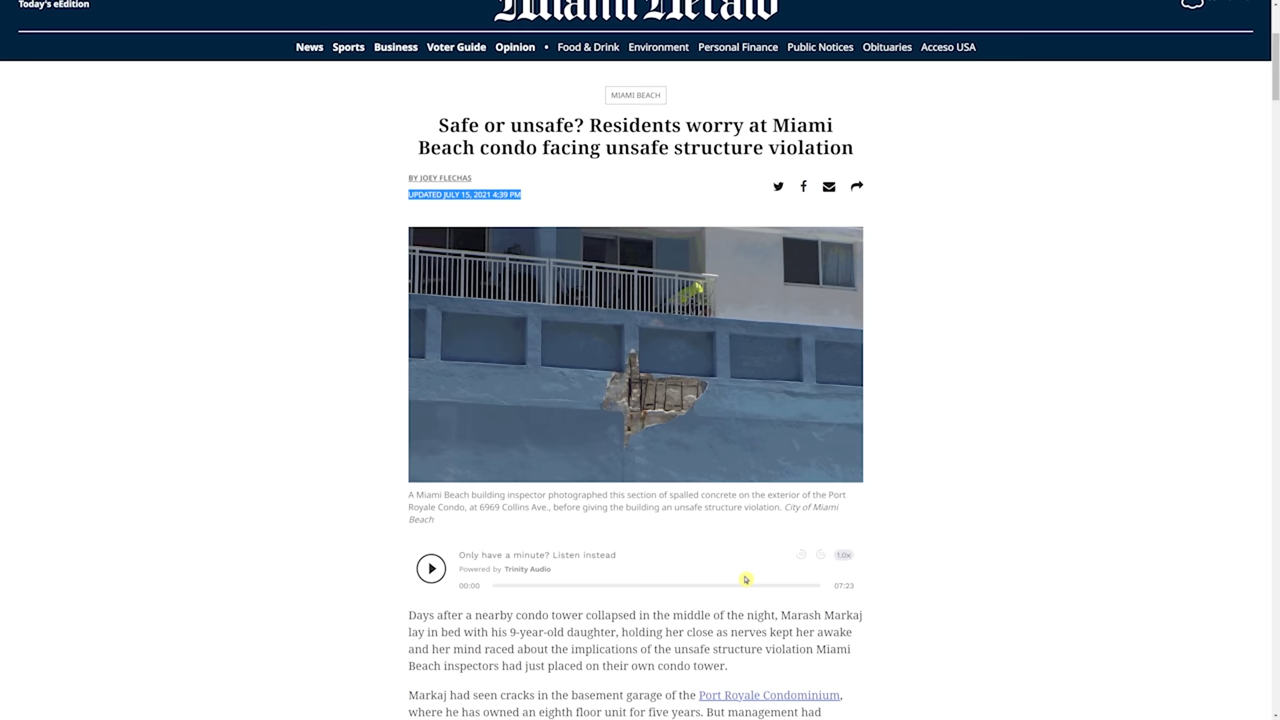 Today's eEdition
Miami Herald
News Sports Business Voter Guide Opinion • Food & Drink Environment Personal Finance Public Notices Obituaries Acceso USA
MIAMI BEACH
Safe or unsafe? Residents worry at Miami
Beach condo facing unsafe structure violation
BY JOEY FLECHAS
UPDATED JULY 15, 2021 4:39 PM
A Miami Beach building inspector photographed this section of spalled concrete on the exterior of the Port
Royale Condo, at 6969 Collins Ave., before giving the building an unsafe structure violation. City of Miami
Beach
Only have a minute? Listen instead
Powered by Trinity Audio
1.0x
00:00
07:23
Days after a nearby condo tower collapsed in the middle of the night, Marash Markaj
lay in bed with his 9-year-old daughter, holding her close as nerves kept her awake
and her mind raced about the implications of the unsafe structure violation Miami
Beach inspectors had just placed on their own condo tower.
Markaj had seen cracks in the basement garage of the Port Royale Condominium,
where he has owned an eighth floor unit for five years. But management had